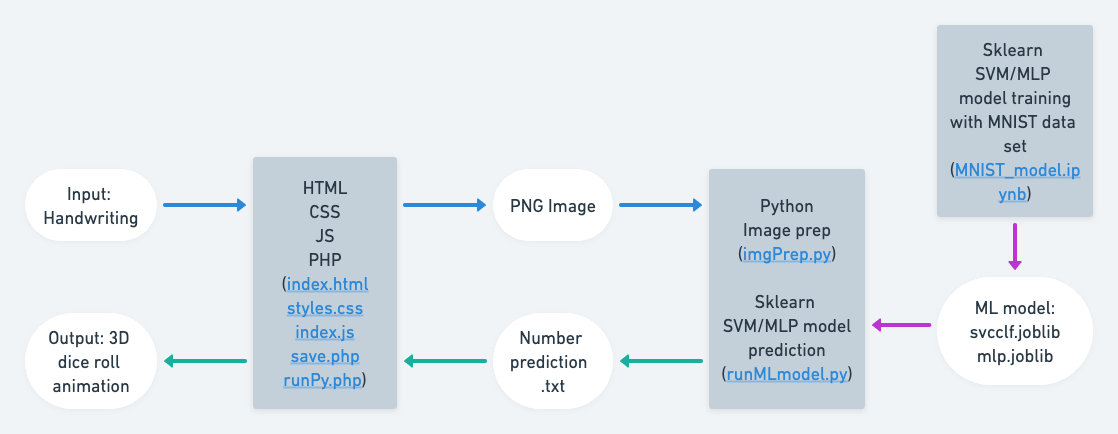 Input:
Handwriting
HTML
CSS
JS
PHP
(index.html
styles.css
index.js
save.php
runPy.php)
PNG Image
Python
Image prep
(imgPrep.py)
Sklearn
SVM/MLP model
prediction
(runMLmodel.py)
Sklearn
SVM/MLP
model training
with MNIST data
set
(MNIST_model.ip
ynb)
ML model:
svcclf.joblib
mlp.joblib
Number
prediction
.txt
Output: 3D
dice roll
animation